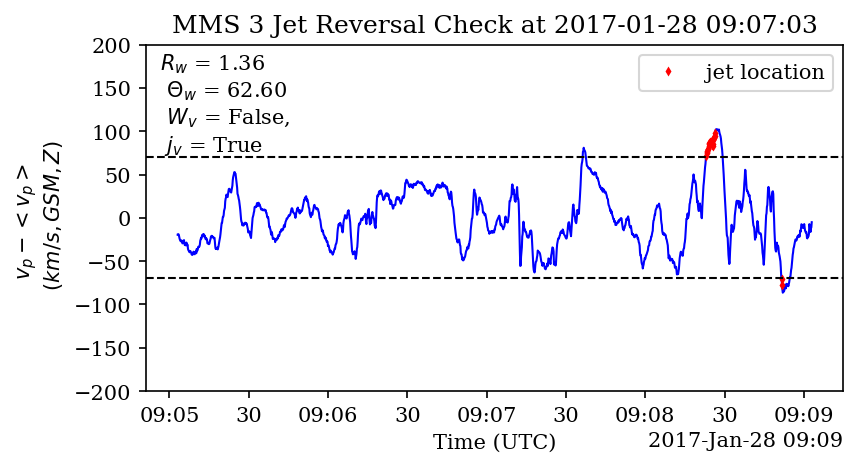 MMS 3 Jet Reversal Check at 2017-01-28 09:07:03
R_w = 1.36
Θ_w = 62.60
W_v = False,
j_v = True
jet location
200
150
100
50
0
−50
−100
−150
−200
v_p − < v_p >
(km/s, GSM, Z)
09:05 30 09:06 30 09:07 30 09:08 30 09:09
Time (UTC)
2017-Jan-28 09:09